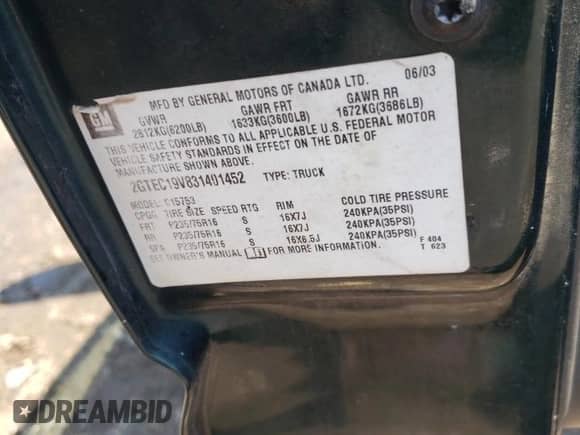 GM
MFD BY GENERAL MOTORS OF CANADA LTD. 06/03
GVWR GAWR FRT GAWR RR
2812KG(6200LB) 1633KG(3600LB) 1672KG(3686LB)
THIS VEHICLE CONFORMS TO ALL APPLICABLE U.S. FEDERAL MOTOR
VEHICLE SAFETY STANDARDS IN EFFECT ON THE DATE OF
MANUFACTURE SHOWN ABOVE.
2GTEC19V831401452 TYPE: TRUCK
MODEL: C15753
CPGG TIRE SIZE SPEED RTG RIM COLD TIRE PRESSURE
FRT P235/75R16 S 16X7J 240KPA(35PSI)
RR P235/75R16 S 16X7J 240KPA(35PSI)
SPA P235/75R16 S 16X6.5J 240KPA(35PSI)
SEE OWNER'S MANUAL FOR MORE INFORMATION. F 404
T 623
DREAMBID